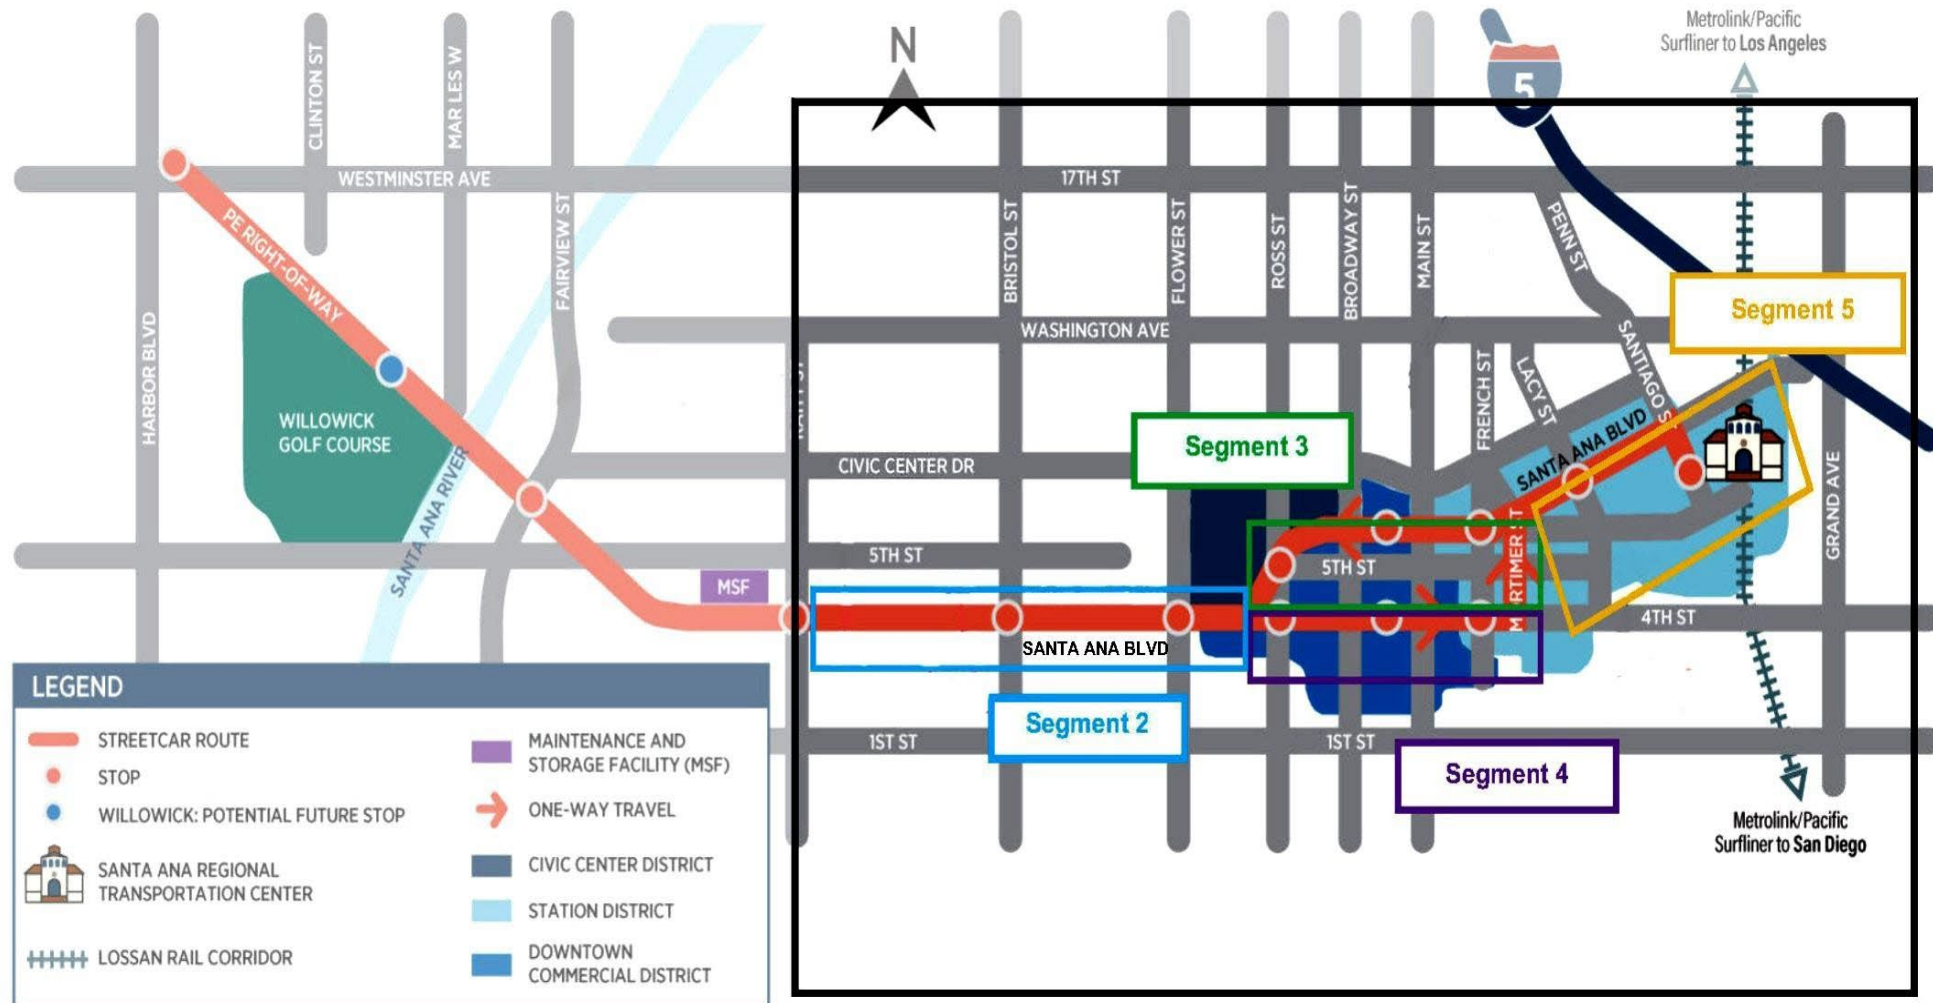 Metrolink/Pacific
Surfliner to Los Angeles
N
5
CLINTON ST
MAR LES W
WESTMINSTER AVE
17TH ST
PE RIGHT-OF-WAY
FAIRVIEW ST
BRISTOL ST
FLOWER ST
ROSS ST
BROADWAY ST
MAIN ST
PENN ST
Segment 5
HARBOR BLVD
WASHINGTON AVE
SANTIAGO S
FRENCH ST
LACY ST
WILLOWICK
GOLF COURSE
SANTA ANA RIVER
CIVIC CENTER DR
Segment 3
SANTA ANA BLVD
GRAND AVE
5TH ST
5TH ST
MSF
4TH ST
SANTA ANA BLVD
Segment 2
1ST ST
1ST ST
Segment 4
Metrolink/Pacific
Surfliner to San Diego
LEGEND
STREETCAR ROUTE
STOP
WILLOWICK: POTENTIAL FUTURE STOP
SANTA ANA REGIONAL
TRANSPORTATION CENTER
LOSSAN RAIL CORRIDOR
MAINTENANCE AND
STORAGE FACILITY (MSF)
ONE-WAY TRAVEL
CIVIC CENTER DISTRICT
STATION DISTRICT
DOWNTOWN
COMMERCIAL DISTRICT